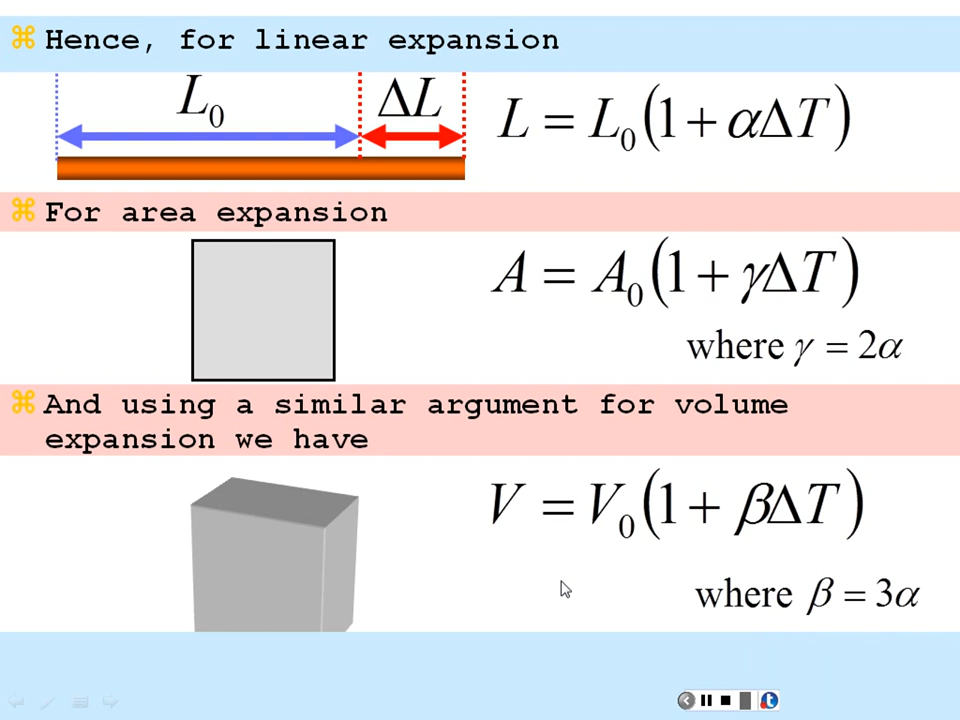 ⌘ Hence, for linear expansion
L₀ ΔL L = L₀(1 + αΔT)
⌘ For area expansion
A = A₀(1 + γΔT)
where γ = 2α
⌘ And using a similar argument for volume
expansion we have
V = V₀(1 + βΔT)
where β = 3α